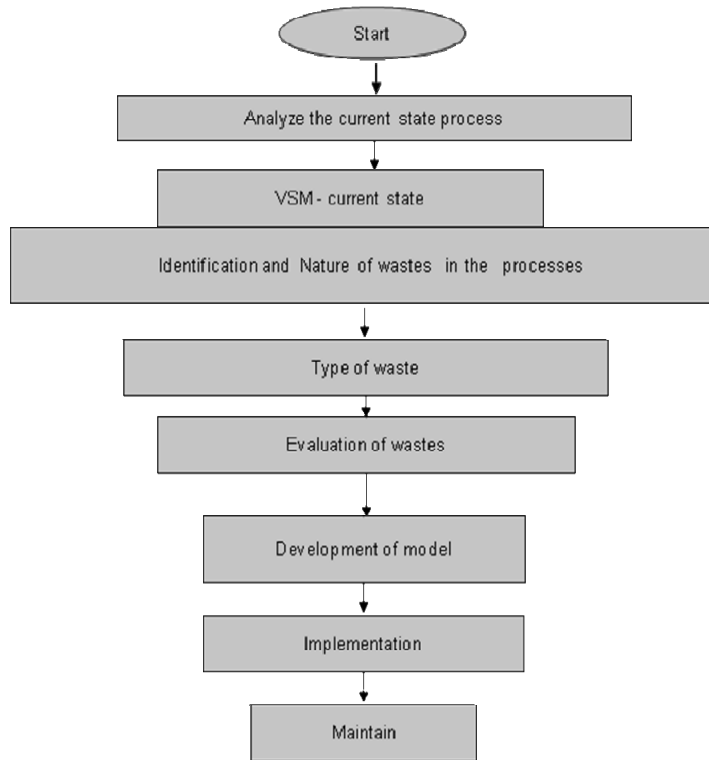 Start
Analyze the current state process
VSM - current state
Identification and Nature of wastes in the processes
Type of waste
Evaluation of wastes
Development of model
Implementation
Maintain